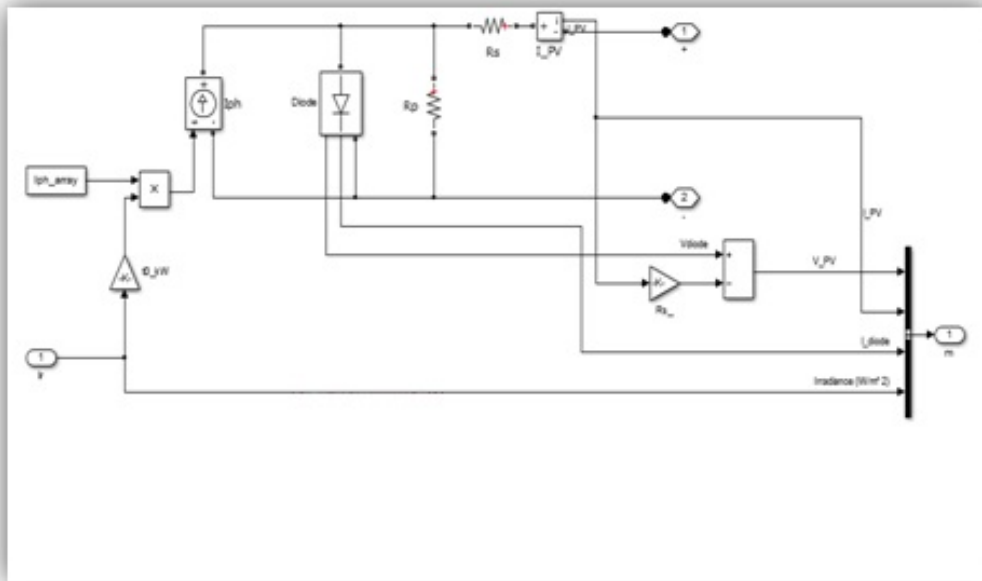 Rs
I_PV
1
+
Iph
Diode
Rp
Iph_array
X
2
-
I_PV
Vdiode
+
V_PV
-
-K-
Rs_
-K-
1
m
I_diode
1
Ir
Irradiance (W/m^2)